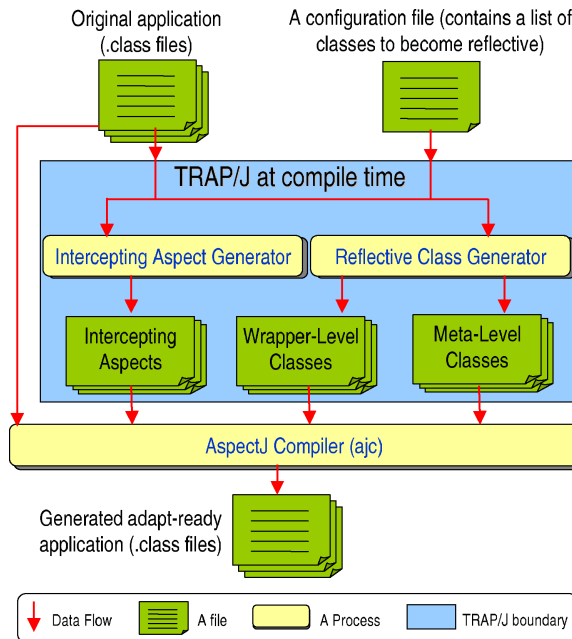 Original application
(.class files)
A configuration file (contains a list of
classes to become reflective)
TRAP/J at compile time
Intercepting Aspect Generator
Reflective Class Generator
Intercepting
Aspects
Wrapper-Level
Classes
Meta-Level
Classes
AspectJ Compiler (ajc)
Generated adapt-ready
application (.class files)
Data Flow
A file
A Process
TRAP/J boundary